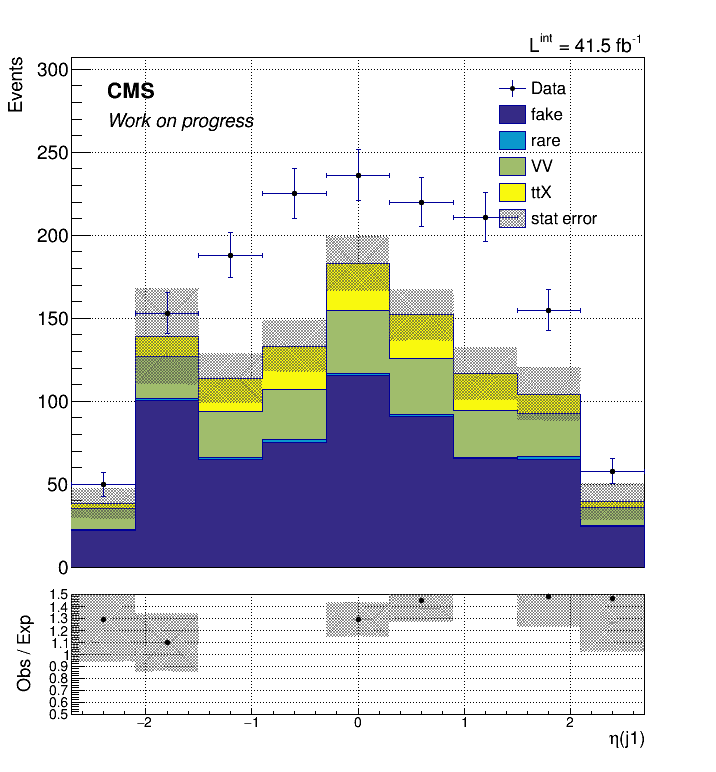 L^int = 41.5 fb^-1
Events
300
250
200
150
100
50
0
CMS
Work on progress
Data
fake
rare
VV
ttX
stat error
Obs / Exp
1.5
1.4
1.3
1.2
1.1
1
0.9
0.8
0.7
0.6
0.5
−2
−1
0
1
2
η(j1)